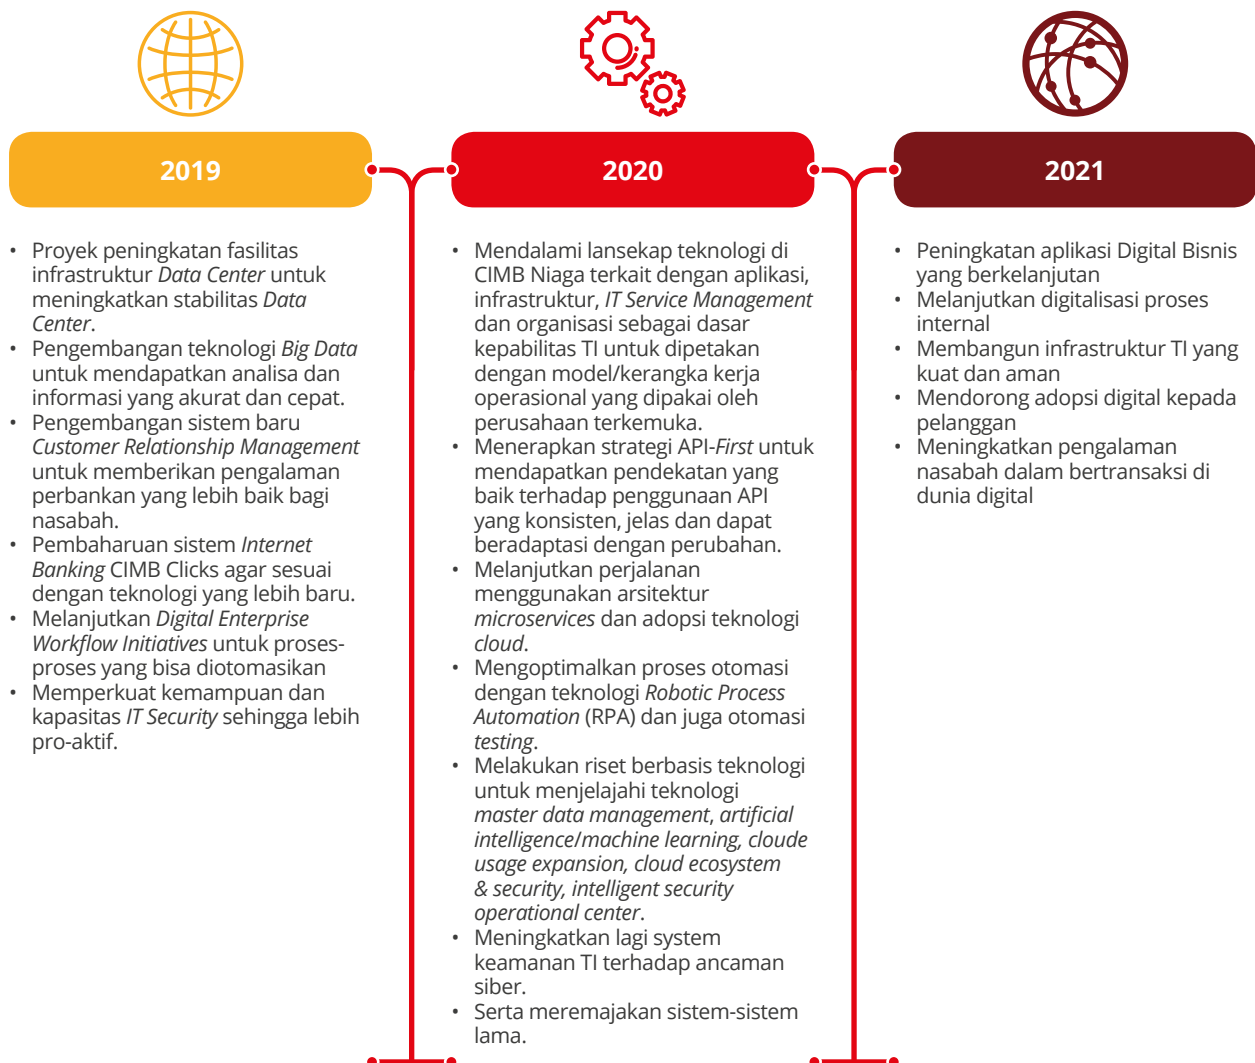 2019
• Proyek peningkatan fasilitas
infrastruktur Data Center untuk
meningkatkan stabilitas Data
Center.
• Pengembangan teknologi Big Data
untuk mendapatkan analisa dan
informasi yang akurat dan cepat.
• Pengembangan sistem baru
Customer Relationship Management
untuk memberikan pengalaman
perbankan yang lebih baik bagi
nasabah.
• Pembaharuan sistem Internet
Banking CIMB Clicks agar sesuai
dengan teknologi yang lebih baru.
• Melanjutkan Digital Enterprise
Workflow Initiatives untuk proses-
proses yang bisa diotomasikan
• Memperkuat kemampuan dan
kapasitas IT Security sehingga lebih
pro-aktif.
2020
• Mendalami lansekap teknologi di
CIMB Niaga terkait dengan aplikasi,
infrastruktur, IT Service Management
dan organisasi sebagai dasar
kepabilitas TI untuk dipetakan
dengan model/kerangka kerja
operasional yang dipakai oleh
perusahaan terkemuka.
• Menerapkan strategi API-First untuk
mendapatkan pendekatan yang
baik terhadap penggunaan API
yang konsisten, jelas dan dapat
beradaptasi dengan perubahan.
• Melanjutkan perjalanan
menggunakan arsitektur
microservices dan adopsi teknologi
cloud.
• Mengoptimalkan proses otomasi
dengan teknologi Robotic Process
Automation (RPA) dan juga otomasi
testing.
• Melakukan riset berbasis teknologi
untuk menjelajahi teknologi
master data management, artificial
intelligence/machine learning, cloude
usage expansion, cloud ecosystem
& security, intelligent security
operational center.
• Meningkatkan lagi system
keamanan TI terhadap ancaman
siber.
• Serta meremajakan sistem-sistem
lama.
2021
• Peningkatan aplikasi Digital Bisnis
yang berkelanjutan
• Melanjutkan digitalisasi proses
internal
• Membangun infrastruktur TI yang
kuat dan aman
• Mendorong adopsi digital kepada
pelanggan
• Meningkatkan pengalaman
nasabah dalam bertransaksi di
dunia digital